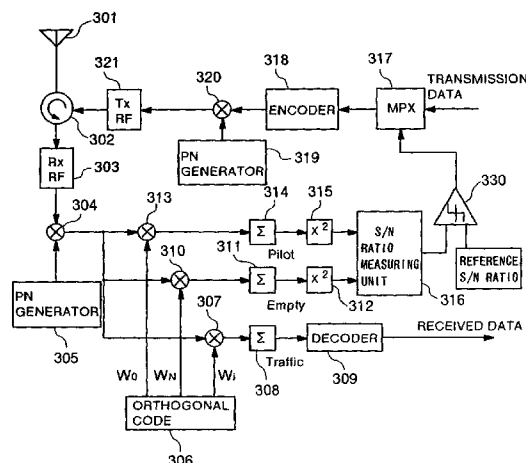 301
321
Tx
RF
302
Rx
RF
303
304
PN
GENERATOR
305
320
318
ENCODER
317
MPX
TRANSMISSION
DATA
PN
GENERATOR
319
330
313
314
Σ
Pilot
315
X²
310
311
Σ
Empty
X²
312
S/N
RATIO
MEASURING
UNIT
316
REFERENCE
S/N RATIO
307
Σ
308
Traffic
DECODER
309
RECEIVED DATA
W₀
W_N
W_i
ORTHOGONAL
CODE
306